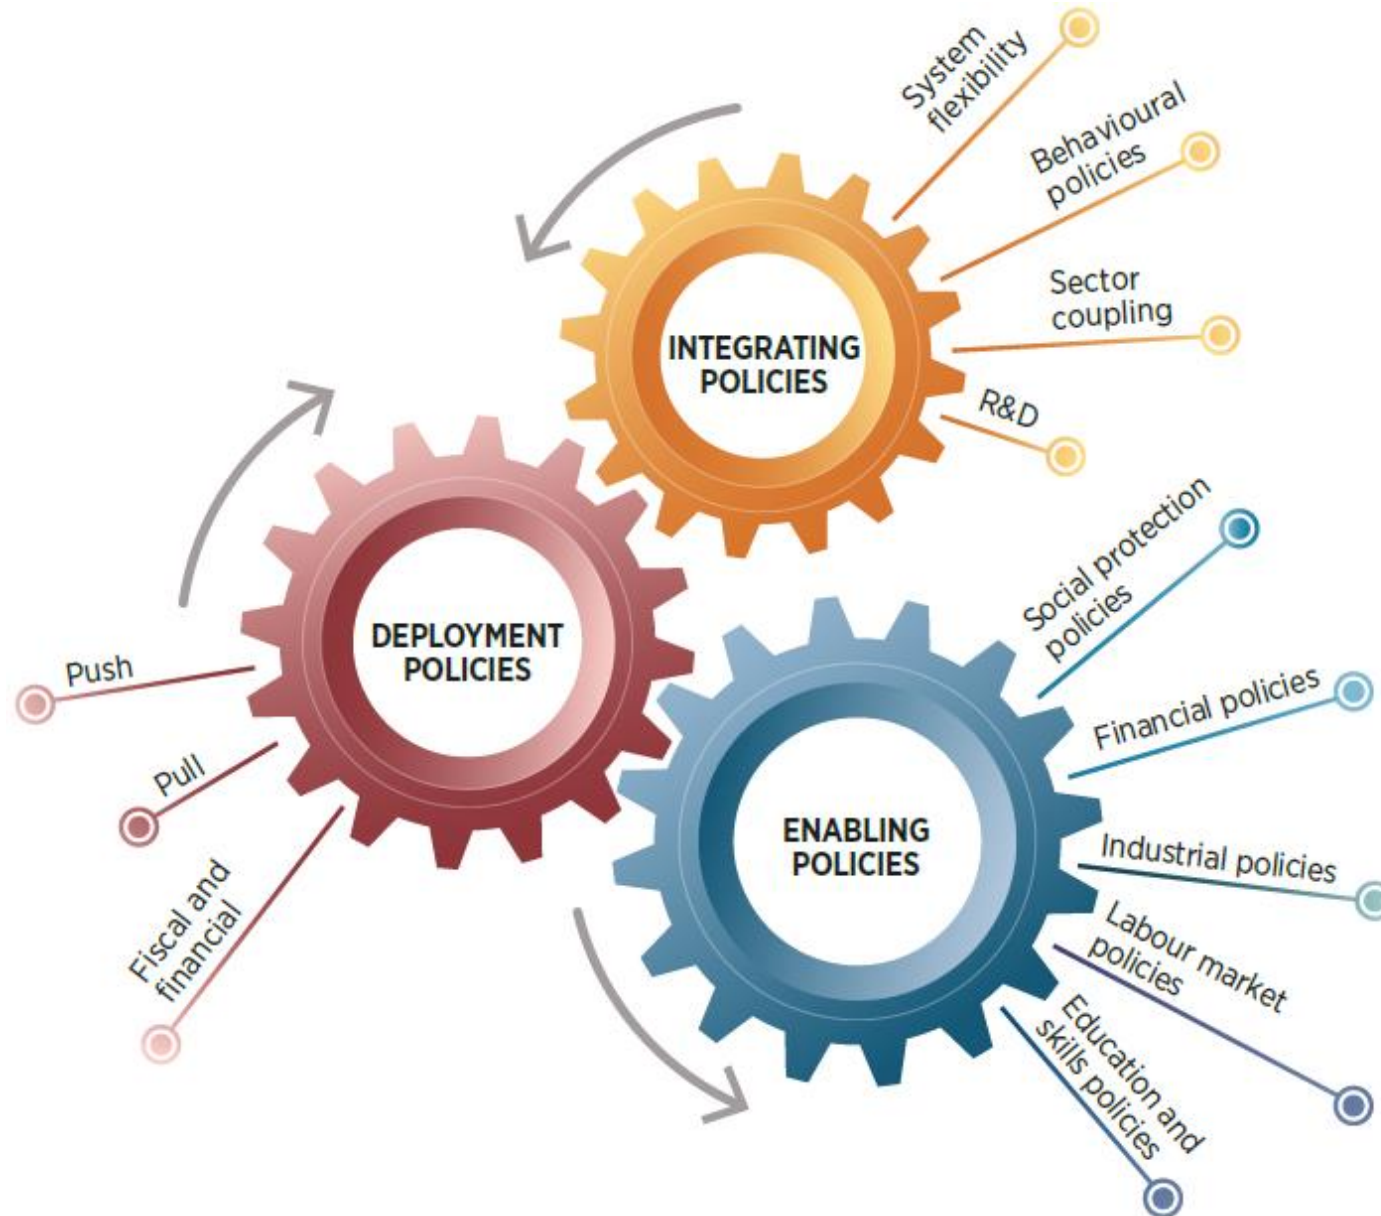 System
flexibility
Behavioural
policies
Sector
coupling
R&D
INTEGRATING
POLICIES
DEPLOYMENT
POLICIES
Push
Pull
Fiscal and
financial
Social protection
policies
Financial policies
ENABLING
POLICIES
Industrial policies
Labour market
policies
Education and
skills policies